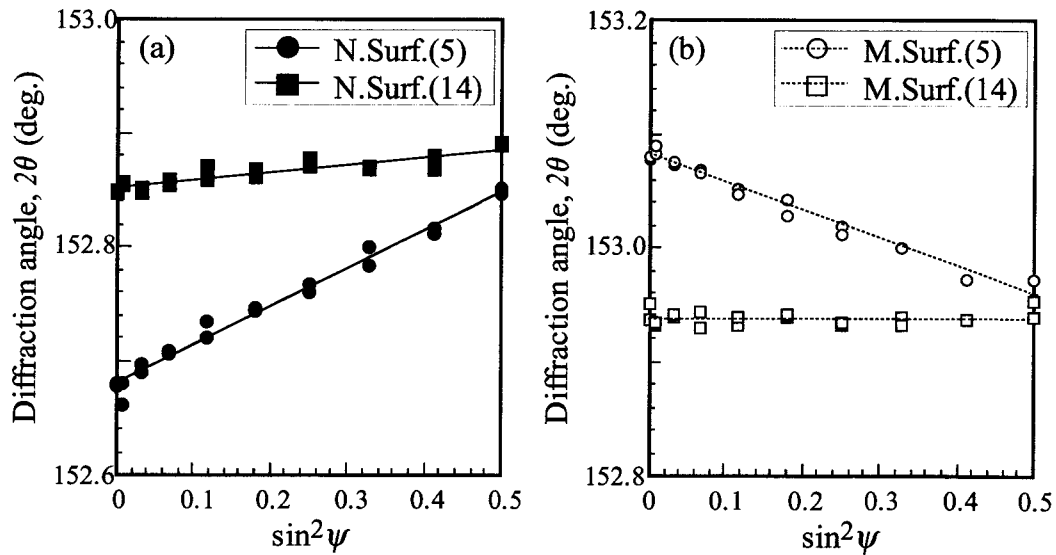 153.0
(a)
N.Surf.(5)
N.Surf.(14)
152.8
152.6
0
0.1
0.2
0.3
0.4
0.5
sin²ψ
Diffraction angle, 2θ (deg.)
153.2
(b)
M.Surf.(5)
M.Surf.(14)
153.0
152.8
0
0.1
0.2
0.3
0.4
0.5
sin²ψ
Diffraction angle, 2θ (deg.)